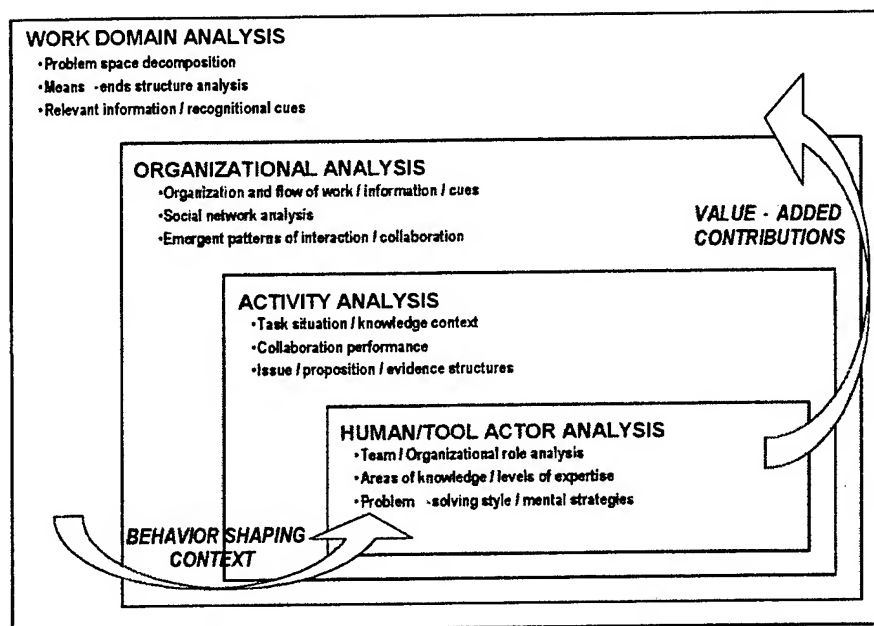 WORK DOMAIN ANALYSIS
•Problem space decomposition
•Means -ends structure analysis
•Relevant information / recognitional cues
ORGANIZATIONAL ANALYSIS
•Organization and flow of work / information / cues
•Social network analysis
•Emergent patterns of interaction / collaboration
VALUE - ADDED
CONTRIBUTIONS
ACTIVITY ANALYSIS
•Task situation / knowledge context
•Collaboration performance
•Issue / proposition / evidence structures
HUMAN/TOOL ACTOR ANALYSIS
•Team / Organizational role analysis
•Areas of knowledge / levels of expertise
•Problem -solving style / mental strategies
BEHAVIOR SHAPING
CONTEXT